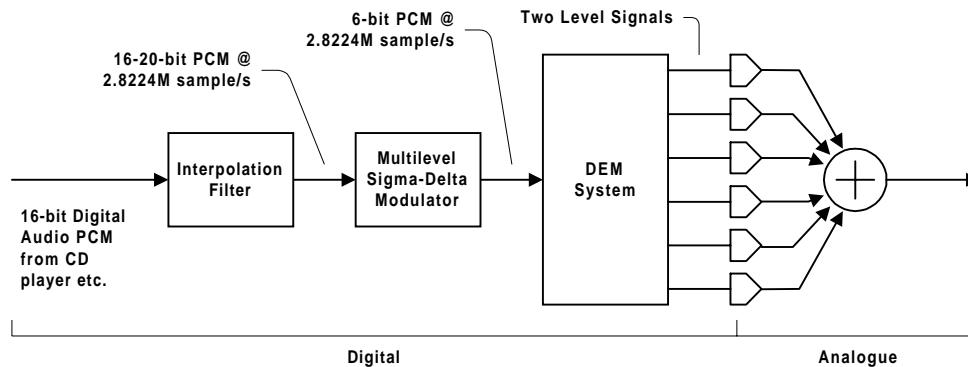 Two Level Signals
6-bit PCM @
2.8224M sample/s
16-20-bit PCM @
2.8224M sample/s
Interpolation
Filter
Multilevel
Sigma-Delta
Modulator
DEM
System
16-bit Digital
Audio PCM
from CD
player etc.
Digital
Analogue